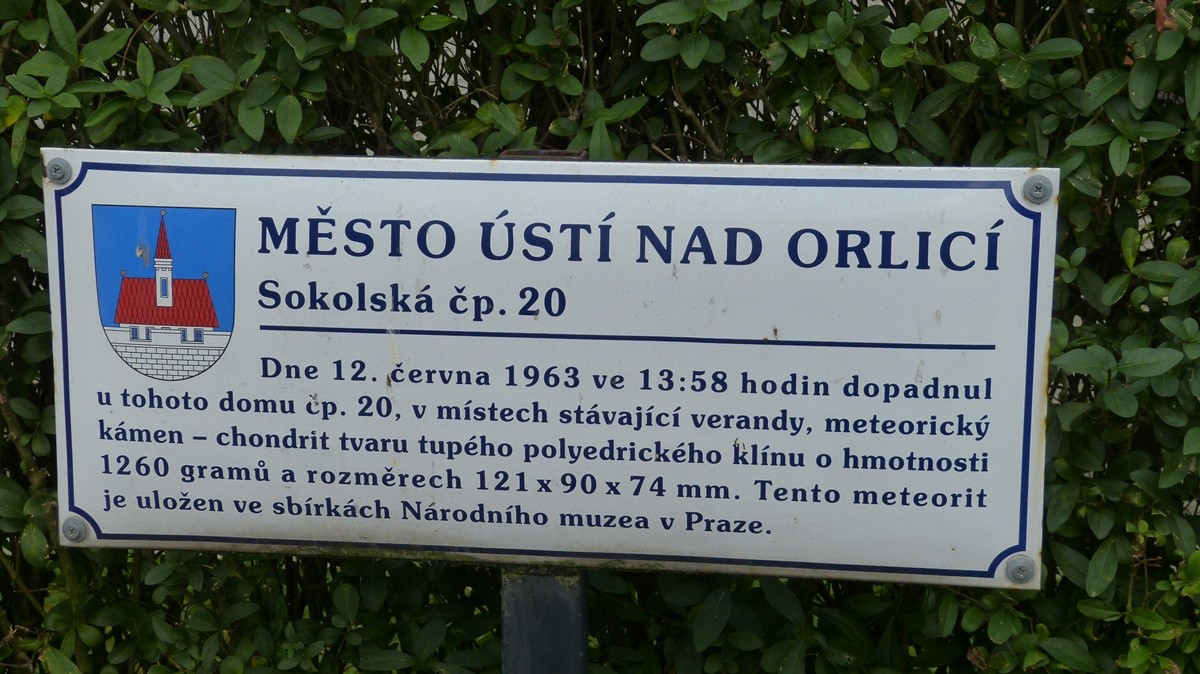 MĚSTO ÚSTÍ NAD ORLICÍ
Sokolská čp. 20
Dne 12. června 1963 ve 13:58 hodin dopadnul
u tohoto domu čp. 20, v místech stávající verandy, meteorický
kámen – chondrit tvaru tupého polyedrického klínu o hmotnosti
1260 gramů a rozměrech 121 x 90 x 74 mm. Tento meteorit
je uložen ve sbírkách Národního muzea v Praze.